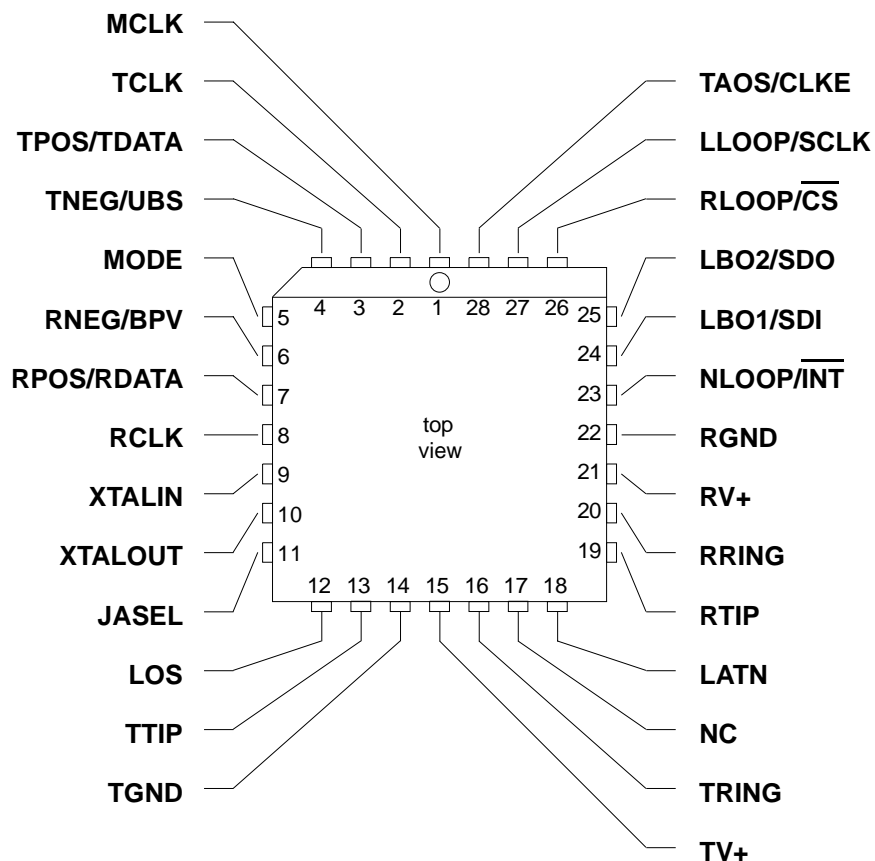 MCLK
TCLK
TPOS/TDATA
TNEG/UBS
MODE
RNEG/BPV
RPOS/RDATA
RCLK
XTALIN
XTALOUT
JASEL
LOS
TTIP
TGND
TAOS/CLKE
LLOOP/SCLK
RLOOP/C̅S̅
LBO2/SDO
LBO1/SDI
NLOOP/I̅N̅T̅
RGND
RV+
RRING
RTIP
LATN
NC
TRING
TV+
4 3 2 1 28 27 26
5
6
7
8
9
10
11
25
24
23
22
21
20
19
12 13 14 15 16 17 18
top
view